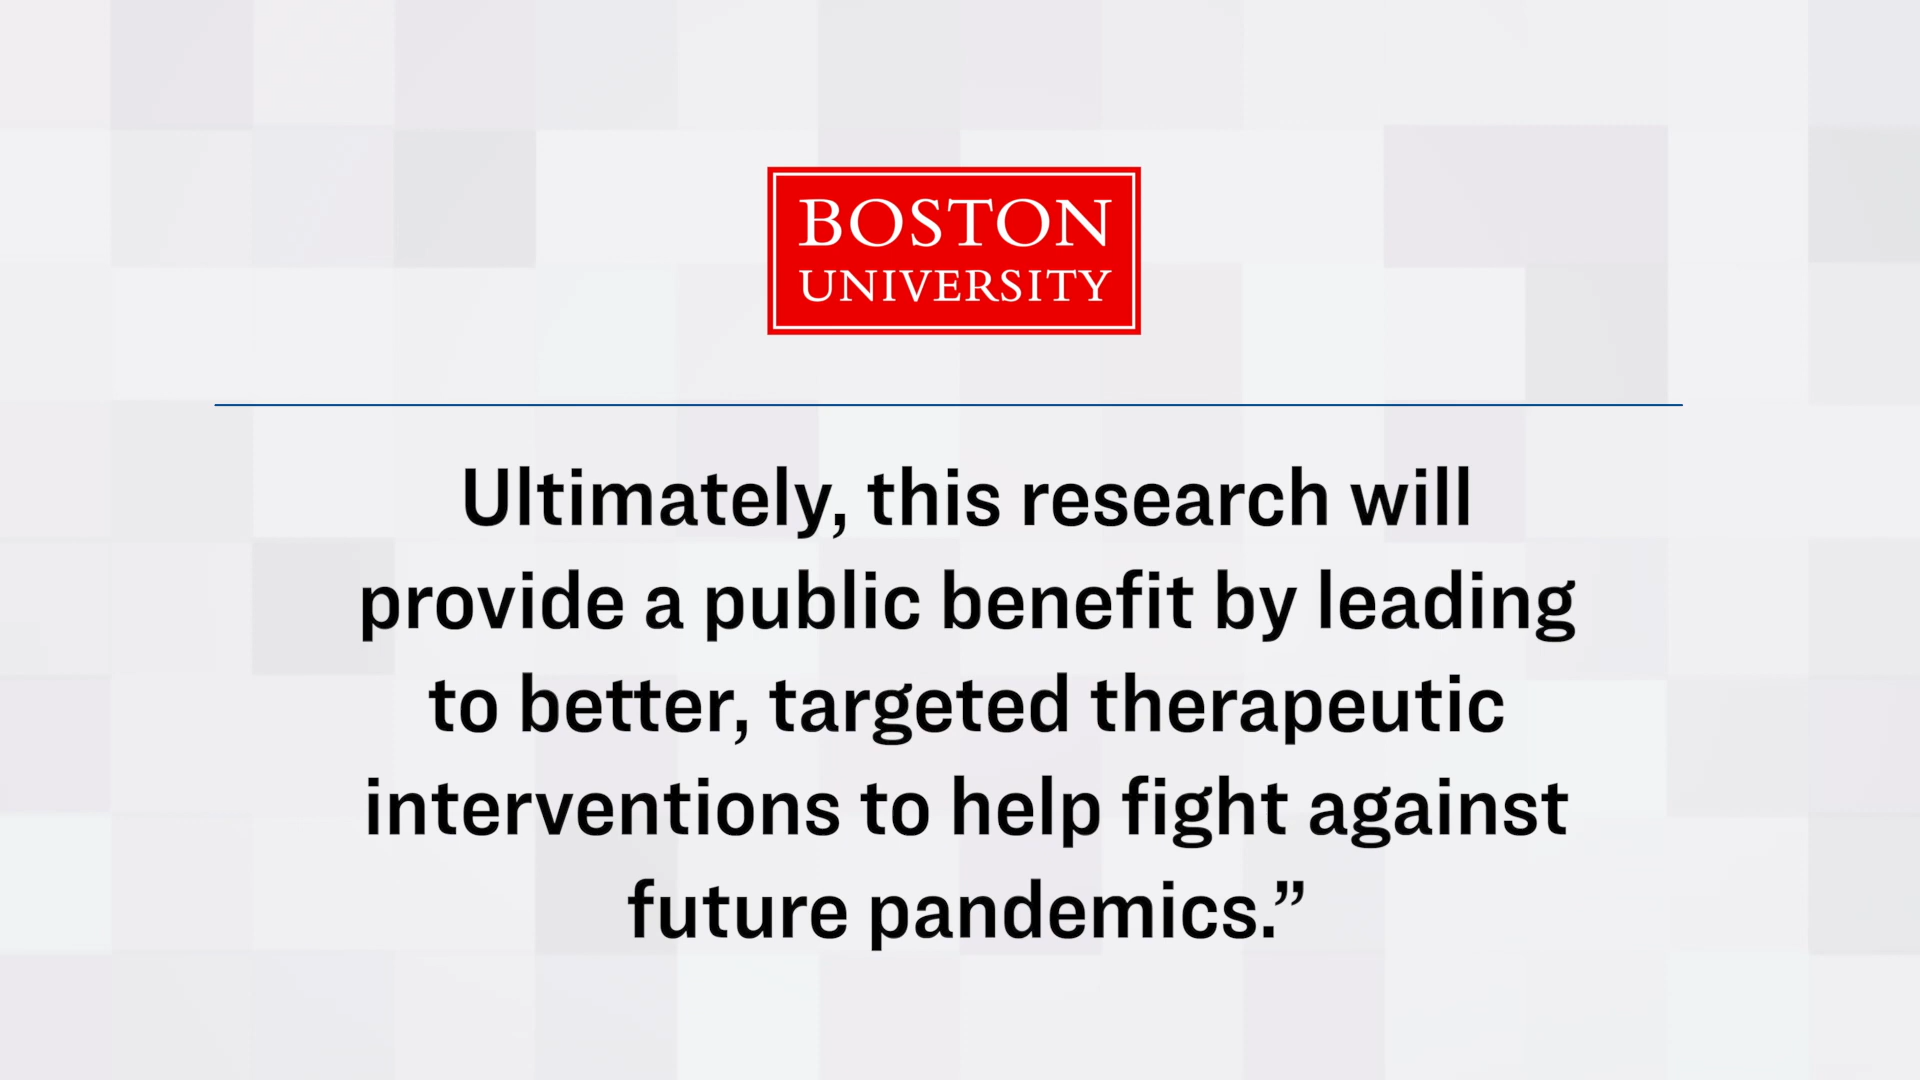 BOSTON
UNIVERSITY
Ultimately, this research will
provide a public benefit by leading
to better, targeted therapeutic
interventions to help fight against
future pandemics.”